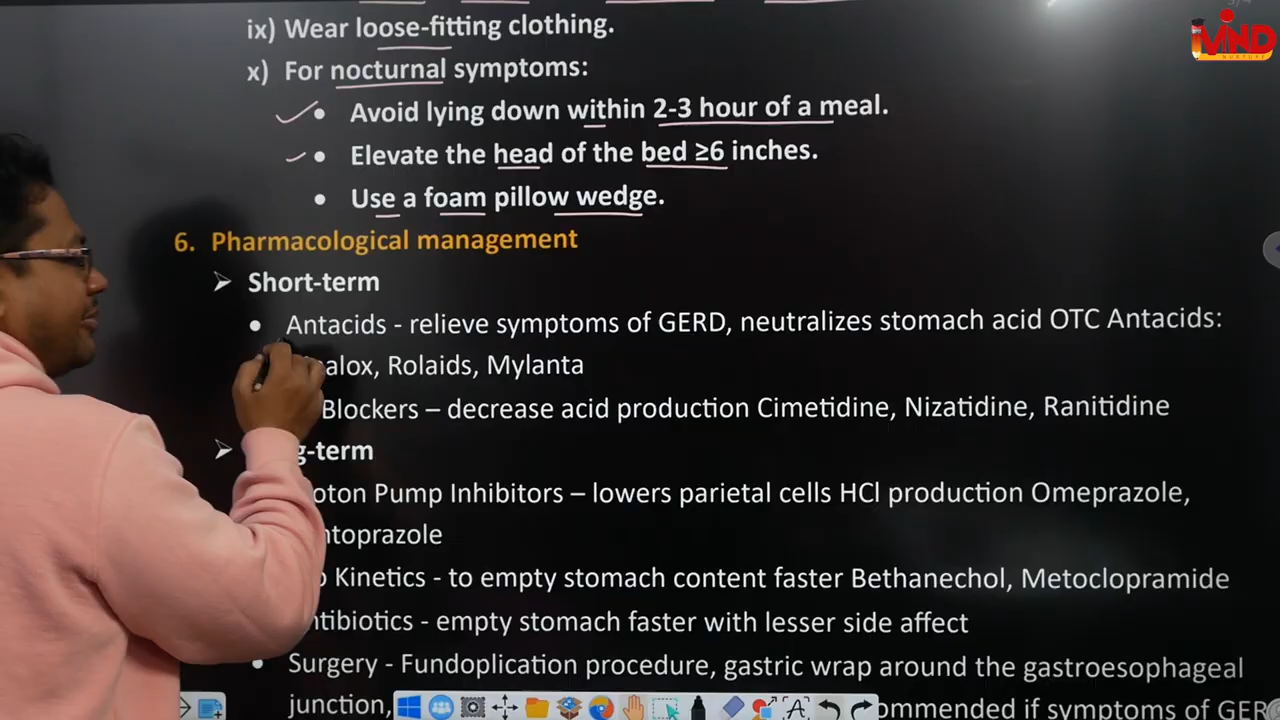 ix) Wear loose-fitting clothing.
x) For nocturnal symptoms:
• Avoid lying down within 2-3 hour of a meal.
• Elevate the head of the bed ≥6 inches.
• Use a foam pillow wedge.
6. Pharmacological management
➢ Short-term
• Antacids - relieve symptoms of GERD, neutralizes stomach acid OTC Antacids:
alox, Rolaids, Mylanta
Blockers – decrease acid production Cimetidine, Nizatidine, Ranitidine
➢ g-term
oton Pump Inhibitors – lowers parietal cells HCl production Omeprazole,
ntoprazole
o Kinetics - to empty stomach content faster Bethanechol, Metoclopramide
ntibiotics - empty stomach faster with lesser side affect
• Surgery - Fundoplication procedure, gastric wrap around the gastroesophageal
junction, ommended if symptoms of GER
MIND
NURTURE